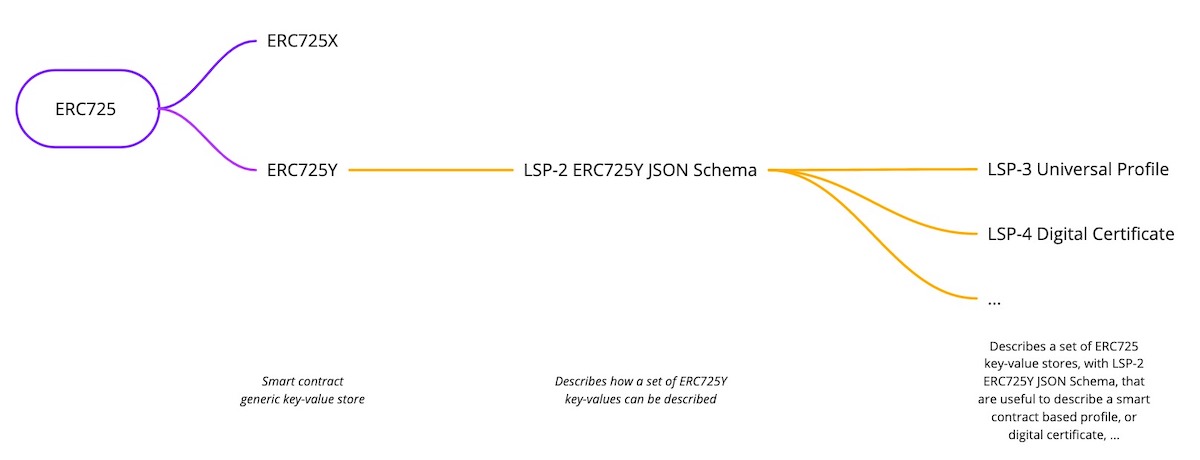 ERC725X
ERC725
ERC725Y
LSP-2 ERC725Y JSON Schema
LSP-3 Universal Profile
LSP-4 Digital Certificate
...
Smart contract
generic key-value store
Describes how a set of ERC725Y
key-values can be described
Describes a set of ERC725
key-value stores, with LSP-2
ERC725Y JSON Schema, that
are useful to describe a smart
contract based profile, or
digital certificate, ...